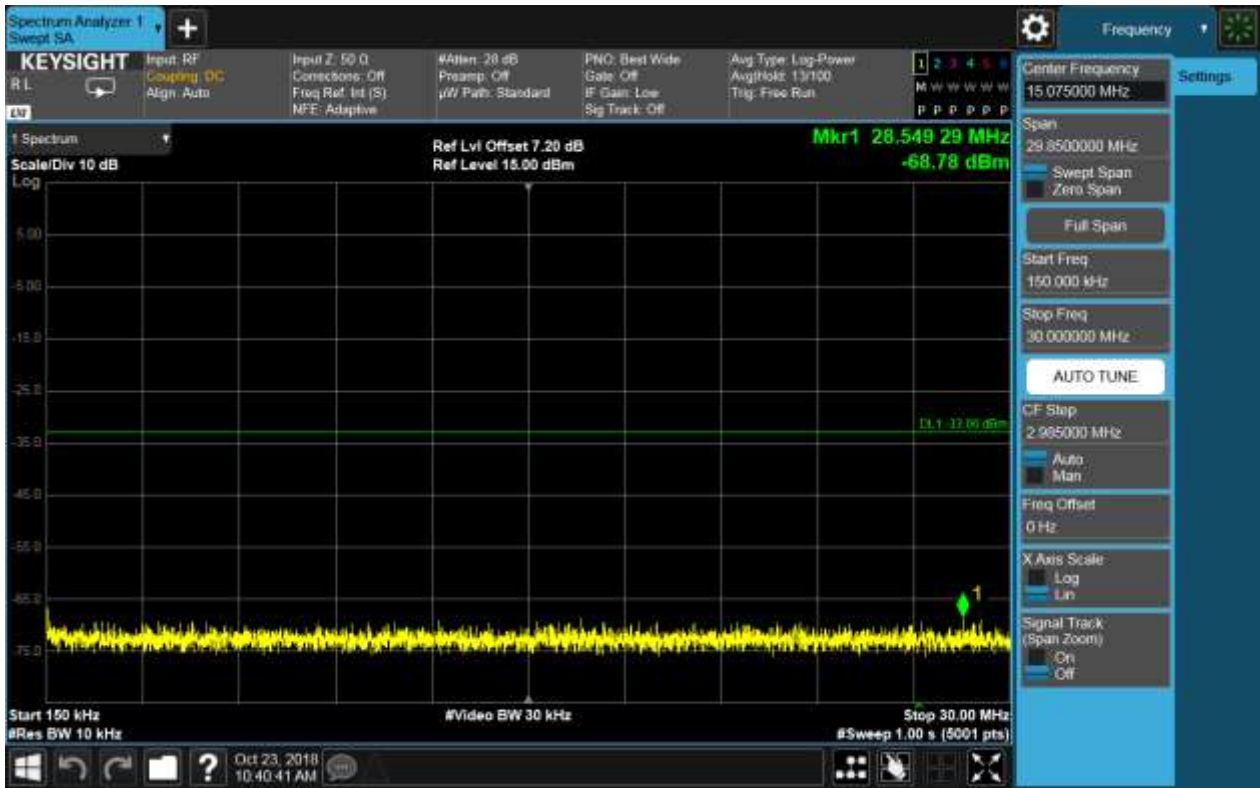 Spectrum Analyzer 1
Swept SA
+
Frequency
KEYSIGHT
R L
Input: RF
Coupling: DC
Align: Auto
Input Z: 50 Ω
Corrections: Off
Freq Ref: Int (S)
NFE: Adaptive
#Atten: 28 dB
Preamp: Off
µW Path: Standard
PNO: Best Wide
Gate: Off
IF Gain: Low
Sig Track: Off
Avg Type: Log-Power
Avg|Hold: 13/100
Trig: Free Run
1 2 3 4 5 6
M W W W W W
P P P P P P
1 Spectrum
Scale/Div 10 dB
Log
Ref Lvl Offset 7.20 dB
Ref Level 15.00 dBm
Mkr1 28.549 29 MHz
-68.78 dBm
5.00
-5.00
-15.0
-25.0
-35.0
-45.0
-55.0
-65.0
-75.0
DL1 -33.00 dBm
1
Start 150 kHz
#Res BW 10 kHz
#Video BW 30 kHz
Stop 30.00 MHz
#Sweep 1.00 s (5001 pts)
?
Oct 23, 2018
10:40:41 AM
Center Frequency
15.075000 MHz
Settings
Span
29.8500000 MHz
Swept Span
Zero Span
Full Span
Start Freq
150.000 kHz
Stop Freq
30.000000 MHz
AUTO TUNE
CF Step
2.985000 MHz
Auto
Man
Freq Offset
0 Hz
X Axis Scale
Log
Lin
Signal Track
(Span Zoom)
On
Off